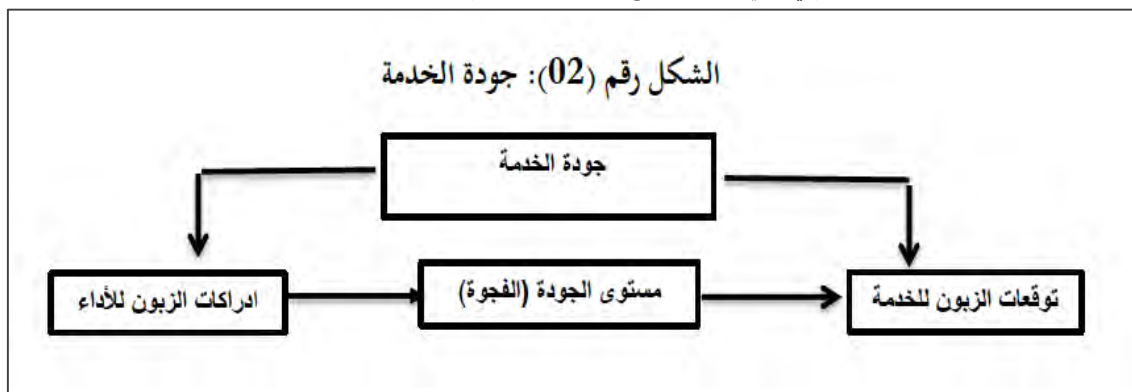 الشكل رقم (02): جودة الخدمة
جودة الخدمة
توقعات الزبون للخدمة
مستوى الجودة (الفجوة)
ادراكات الزبون للأداء